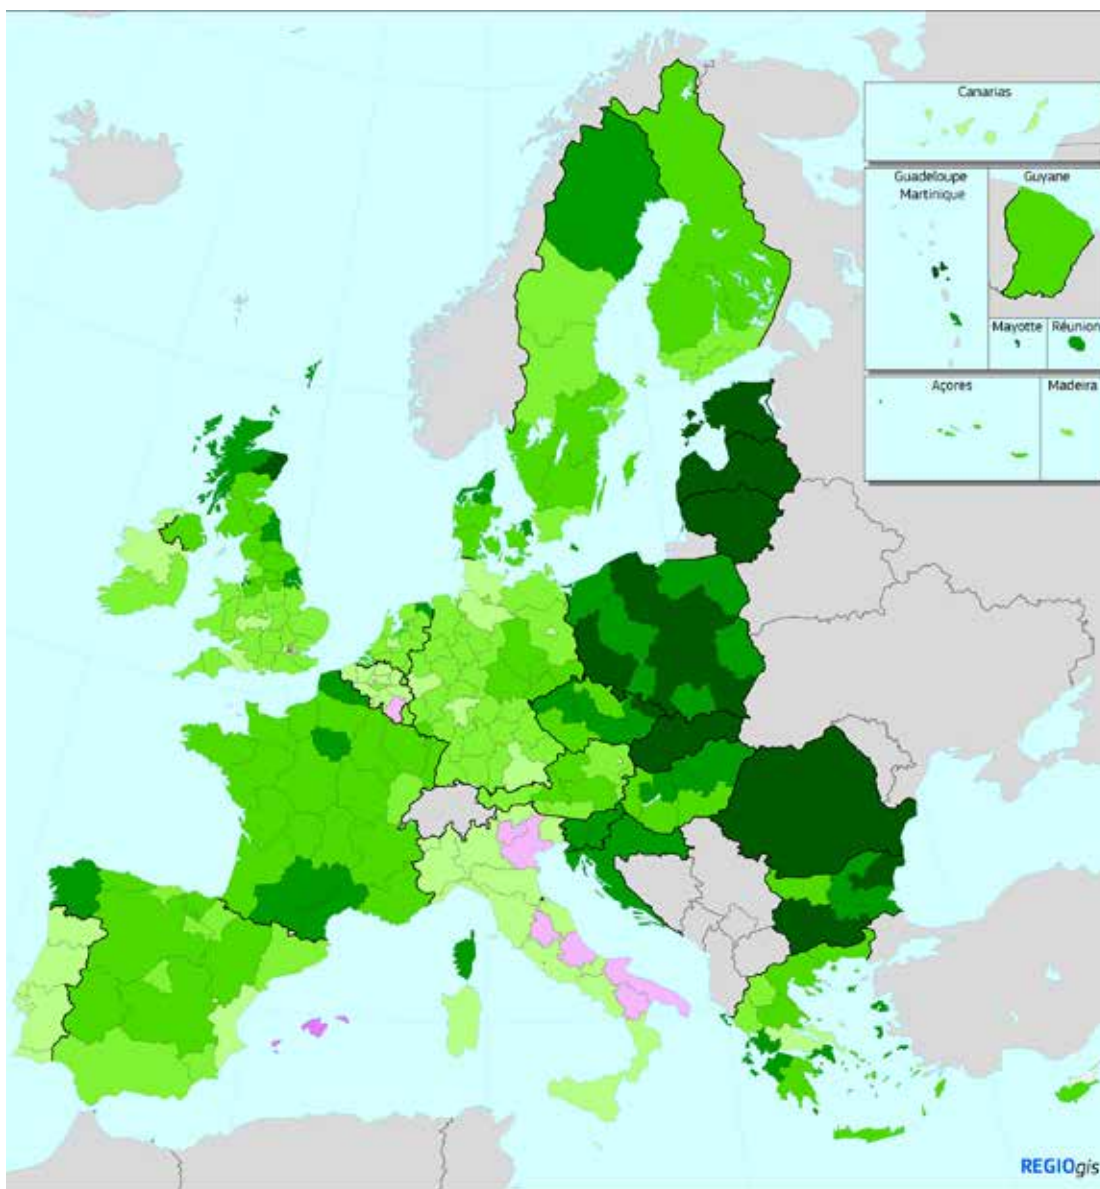 Canarias
Guadeloupe
Martinique
Guyane
Mayotte
Réunion
Açores
Madeira
REGIOgis